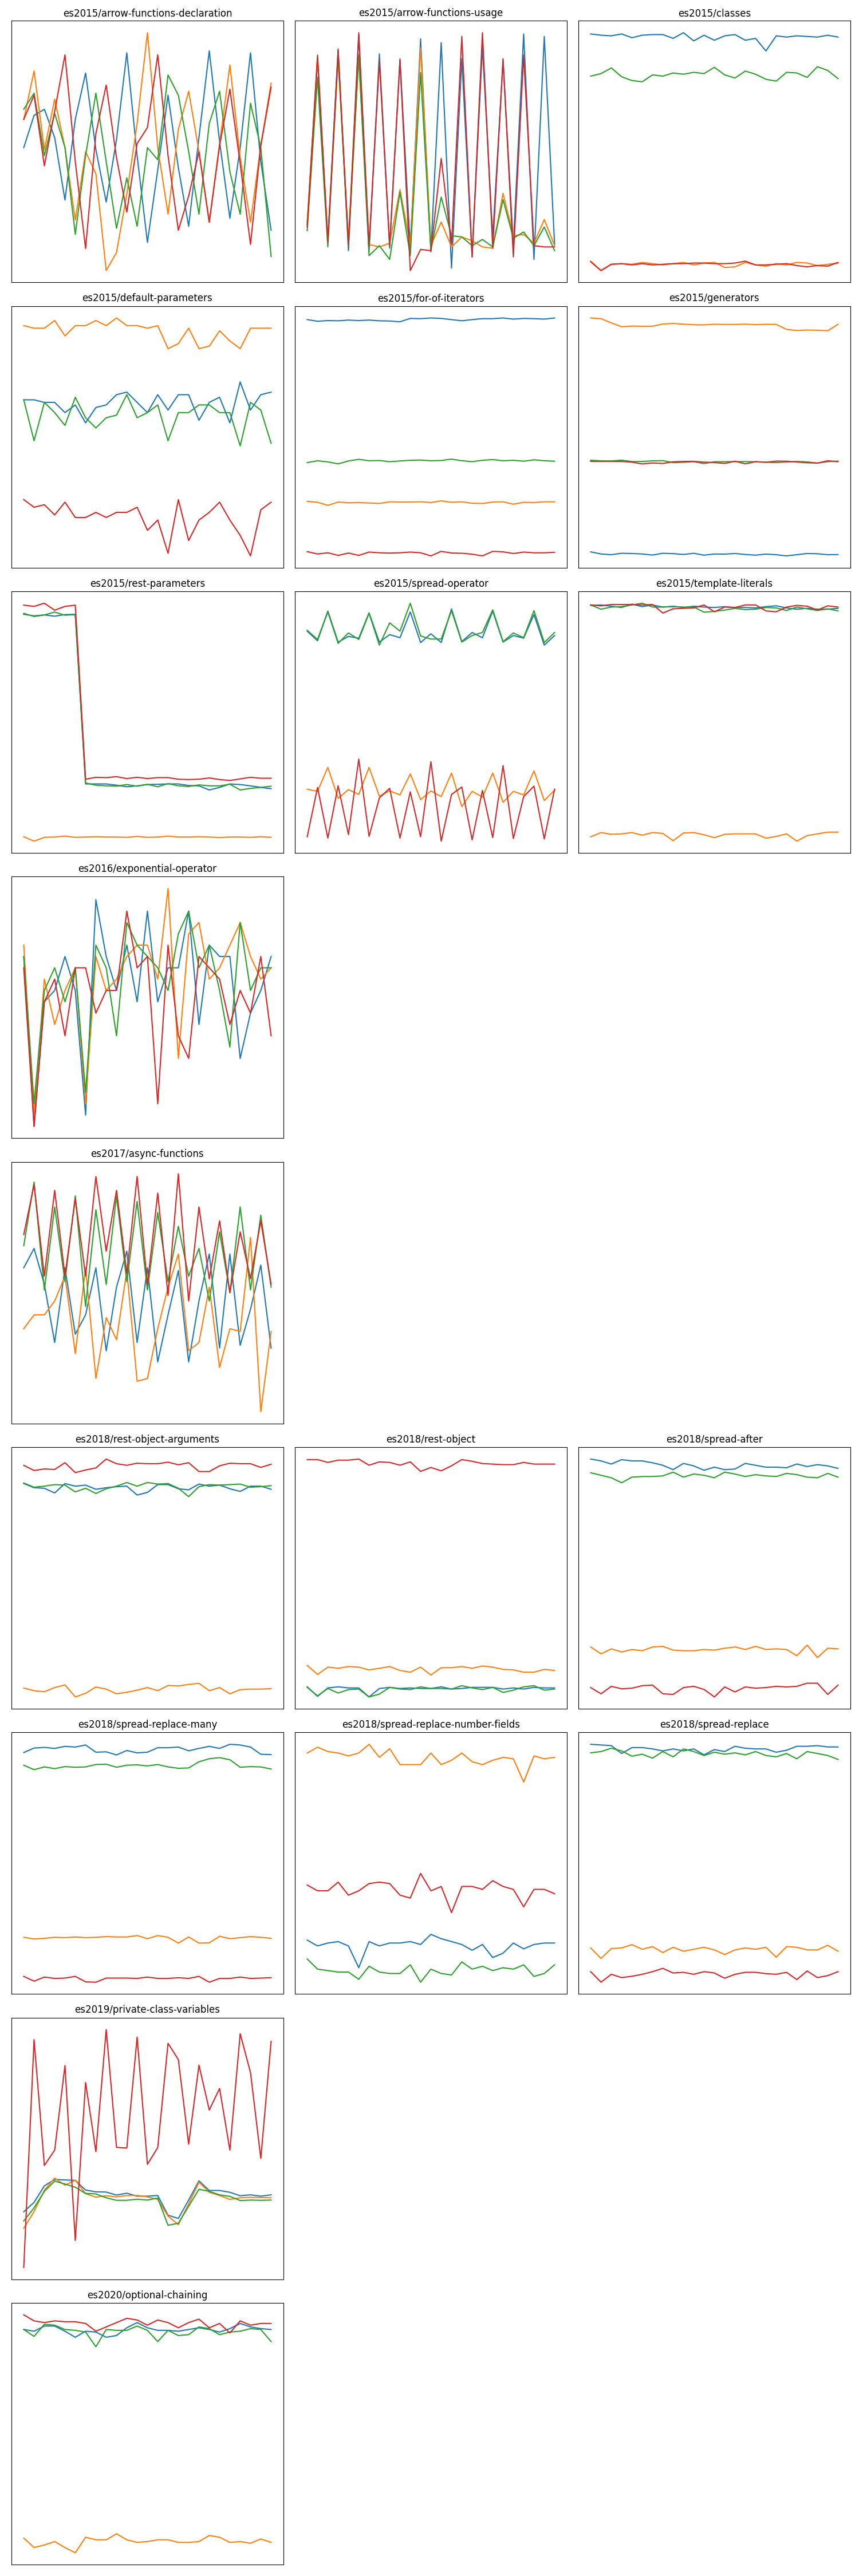 es2015/arrow-functions-declaration
es2015/arrow-functions-usage
es2015/classes
es2015/default-parameters
es2015/for-of-iterators
es2015/generators
es2015/rest-parameters
es2015/spread-operator
es2015/template-literals
es2016/exponential-operator
es2017/async-functions
es2018/rest-object-arguments
es2018/rest-object
es2018/spread-after
es2018/spread-replace-many
es2018/spread-replace-number-fields
es2018/spread-replace
es2019/private-class-variables
es2020/optional-chaining